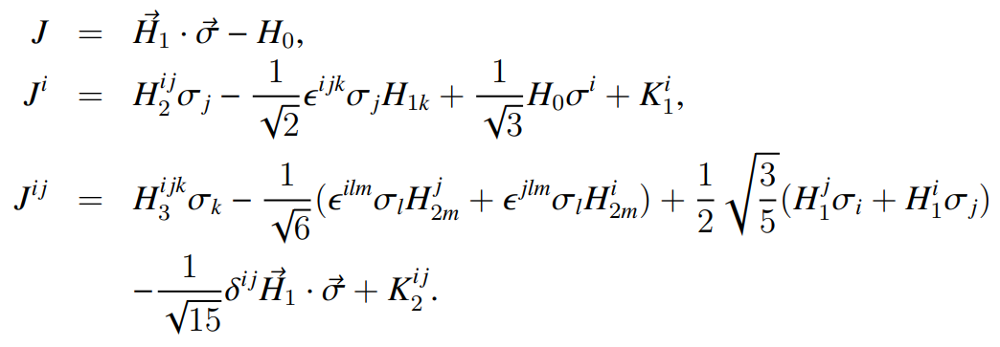 J = \vec{H}_1 \cdot \vec{\sigma} - H_0,
J^i = H_2^{ij}\sigma_j - \frac{1}{\sqrt{2}}\epsilon^{ijk}\sigma_j H_{1k} + \frac{1}{\sqrt{3}}H_0\sigma^i + K_1^i,
J^{ij} = H_3^{ijk}\sigma_k - \frac{1}{\sqrt{6}}(\epsilon^{ilm}\sigma_l H_{2m}^j + \epsilon^{jlm}\sigma_l H_{2m}^i) + \frac{1}{2}\sqrt{\frac{3}{5}}(H_1^j\sigma_i + H_1^i\sigma_j)
-\frac{1}{\sqrt{15}}\delta^{ij}\vec{H}_1 \cdot \vec{\sigma} + K_2^{ij}.